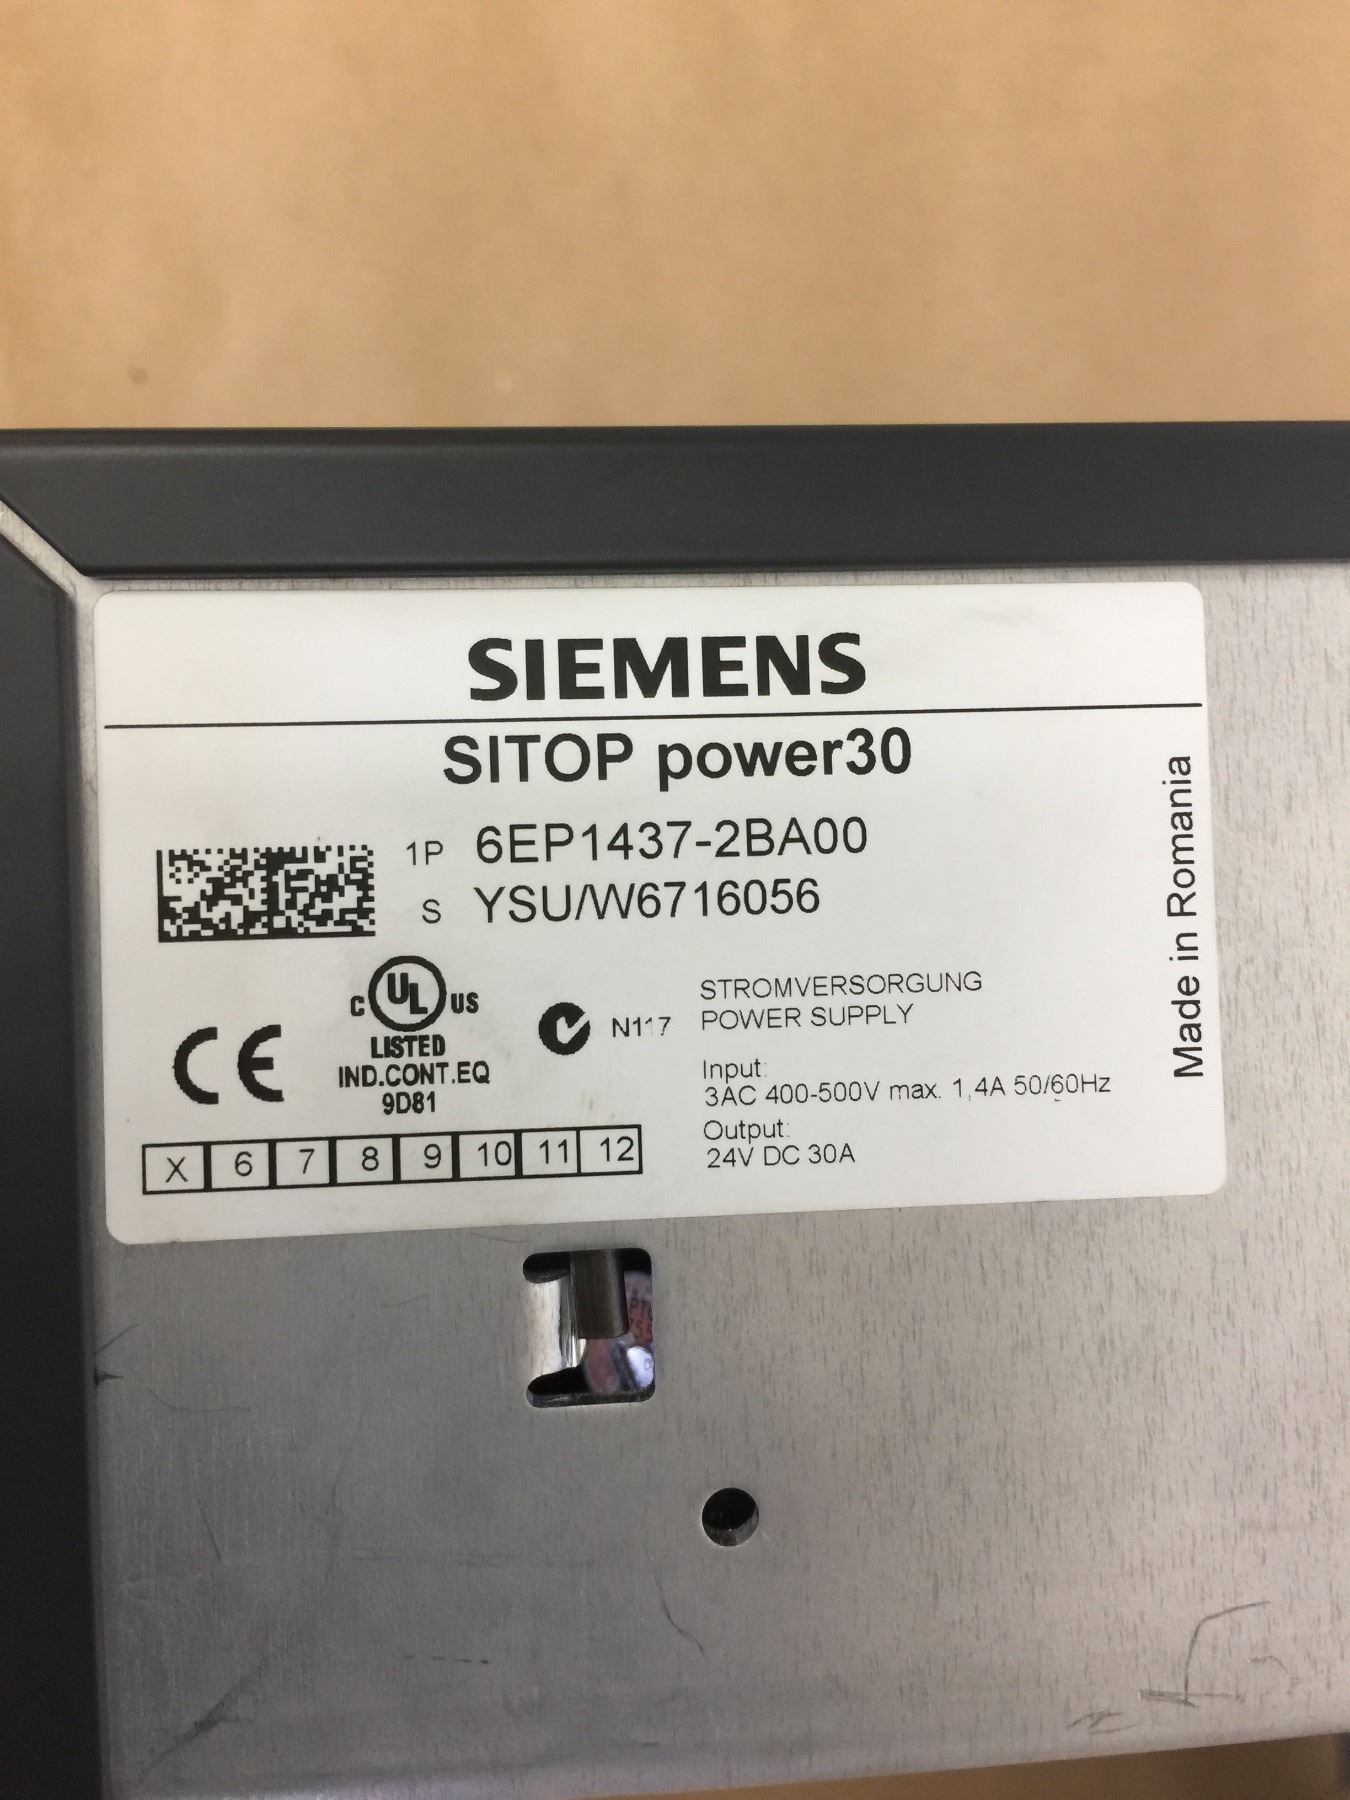 SIEMENS
SITOP power30
1P 6EP1437-2BA00
S YSU/W6716056
C UL US
LISTED
IND.CONT.EQ
9D81
CE
N117
STROMVERSORGUNG
POWER SUPPLY
Input:
3AC 400-500V max. 1,4A 50/60Hz
Output:
24V DC 30A
X 6 7 8 9 10 11 12
Made in Romania